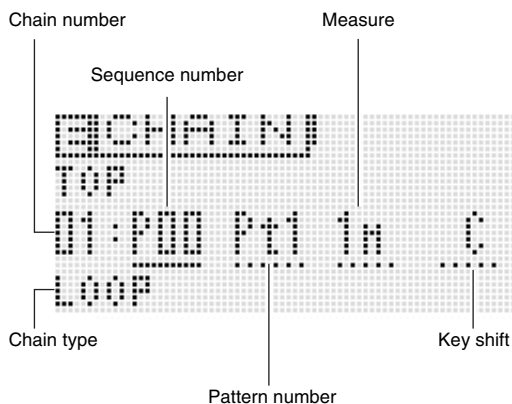 Chain number
Measure
Sequence number
CHAIN
TOP
01:P00 Pt1 1m C
LOOP
Chain type
Key shift
Pattern number